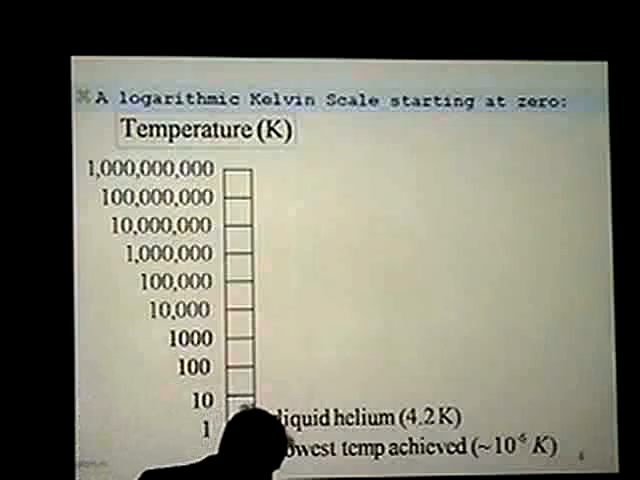 A logarithmic Kelvin Scale starting at zero:
Temperature (K)
1,000,000,000
100,000,000
10,000,000
1,000,000
100,000
10,000
1000
100
10
liquid helium (4.2 K)
1
owest temp achieved (~10⁻⁶ K)